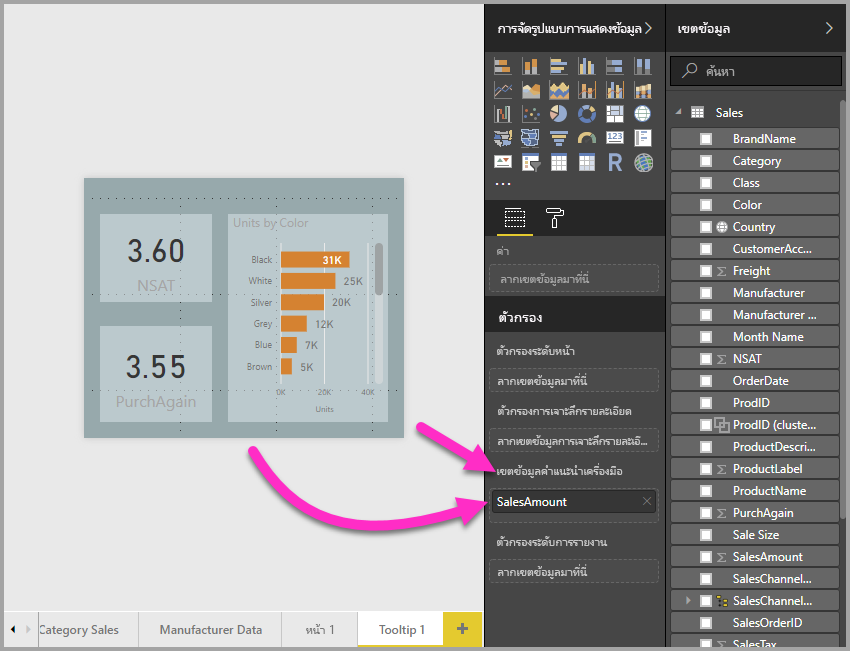 3.60
NSAT
3.55
PurchAgain
Units by Color
Black 31K
White 25K
Silver 20K
Grey 12K
Blue 7K
Brown 5K
0K 20K 40K
Units
Category Sales
Manufacturer Data
หน้า 1
Tooltip 1
+
การจัดรูปแบบการแสดงข้อมูล
123
R
...
ค่า
ลากเขตข้อมูลมาที่นี่
ตัวกรอง
ตัวกรองระดับหน้า
ลากเขตข้อมูลมาที่นี่
ตัวกรองการเจาะลึกรายละเอียด
ลากเขตข้อมูลการเจาะลึกรายละเอี...
เขตข้อมูลคำแนะนำเครื่องมือ
SalesAmount
ตัวกรองระดับการรายงาน
ลากเขตข้อมูลมาที่นี่
เขตข้อมูล
ค้นหา
Sales
BrandName
Category
Class
Color
Country
CustomerAcc...
Σ Freight
Manufacturer
Manufacturer ...
Month Name
Σ NSAT
OrderDate
ProdID
ProdID (cluste...
ProductDescri...
Σ ProductLabel
ProductName
Σ PurchAgain
Sale Size
Σ SalesAmount
SalesChannel...
SalesChannel...
SalesOrderID
Σ SalesTax